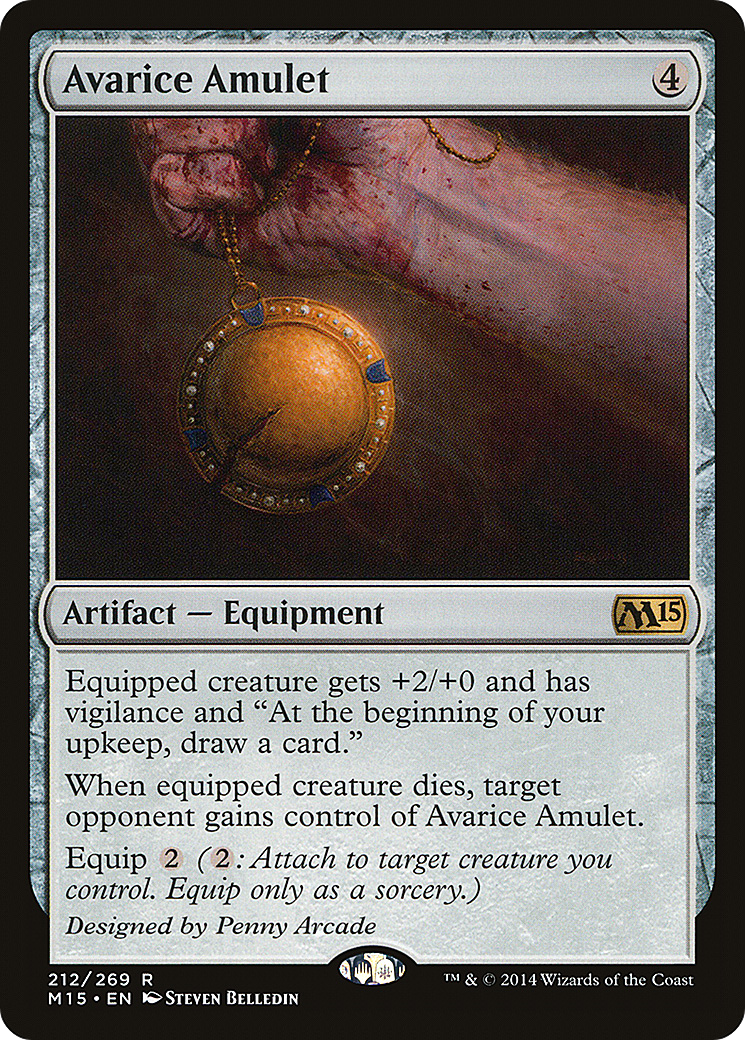 Avarice Amulet 4
Artifact — Equipment M15
Equipped creature gets +2/+0 and has
vigilance and “At the beginning of your
upkeep, draw a card.”
When equipped creature dies, target
opponent gains control of Avarice Amulet.
Equip 2 (2: Attach to target creature you
control. Equip only as a sorcery.)
Designed by Penny Arcade
212/269 R
M15 • EN Steven Belledin
™ & © 2014 Wizards of the Coast